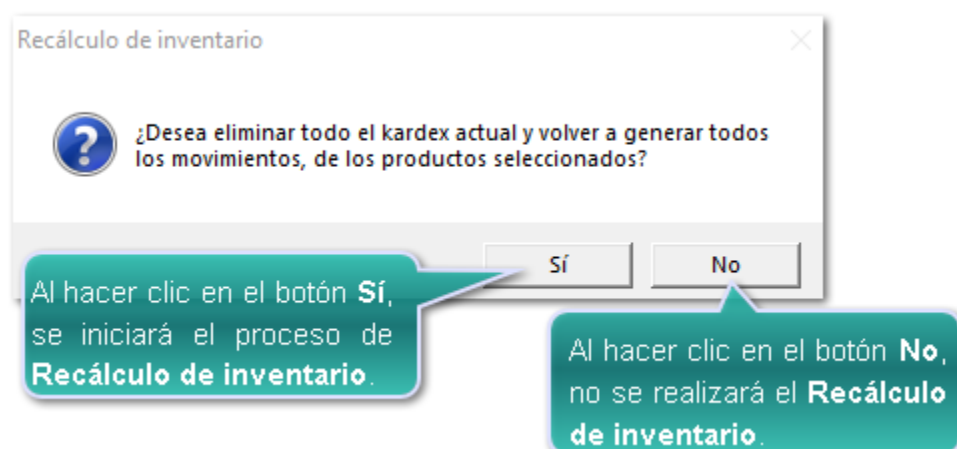 Recálculo de inventario
¿Desea eliminar todo el kardex actual y volver a generar todos
los movimientos, de los productos seleccionados?
Sí
No
Al hacer clic en el botón Sí,
se iniciará el proceso de
Recálculo de inventario.
Al hacer clic en el botón No,
no se realizará el Recálculo
de inventario.